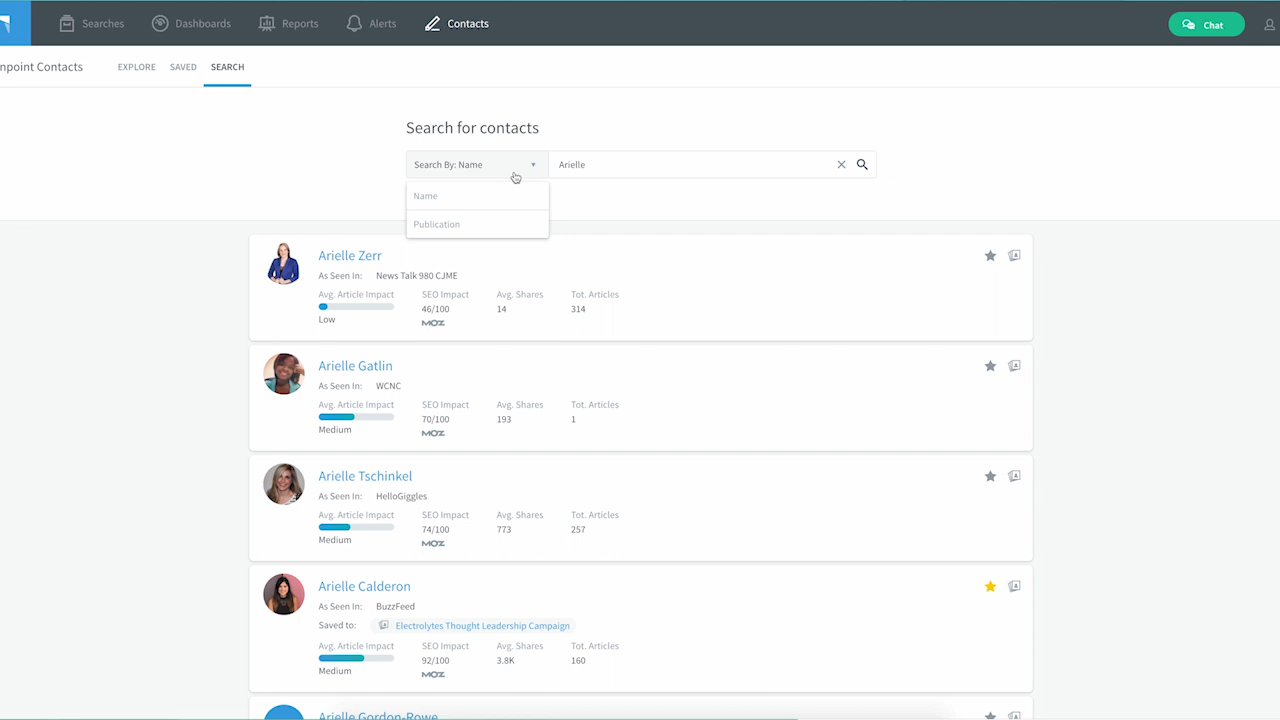 Searches Dashboards Reports Alerts Contacts Chat
npoint Contacts EXPLORE SAVED SEARCH
Search for contacts
Search By: Name Arielle
Name
Publication
Arielle Zerr
As Seen In: News Talk 980 CJME
Avg. Article Impact SEO Impact Avg. Shares Tot. Articles
46/100 14 314
Low MOZ
Arielle Gatlin
As Seen In: WCNC
Avg. Article Impact SEO Impact Avg. Shares Tot. Articles
70/100 193 1
Medium MOZ
Arielle Tschinkel
As Seen In: HelloGiggles
Avg. Article Impact SEO Impact Avg. Shares Tot. Articles
74/100 773 257
Medium MOZ
Arielle Calderon
As Seen In: BuzzFeed
Saved to: Electrolytes Thought Leadership Campaign
Avg. Article Impact SEO Impact Avg. Shares Tot. Articles
92/100 3.8K 160
Medium MOZ
Arielle Gordon-Rowe